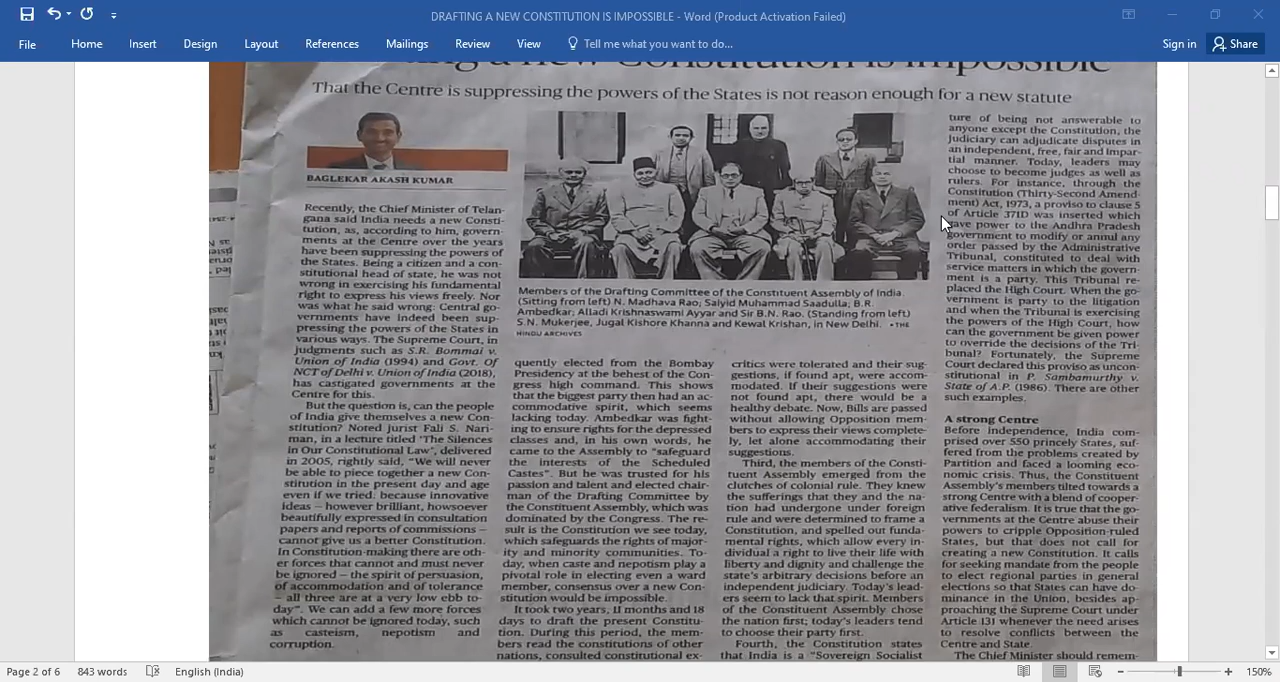 DRAFTING A NEW CONSTITUTION IS IMPOSSIBLE - Word (Product Activation Failed)
File Home Insert Design Layout References Mailings Review View Tell me what you want to do... Sign in Share
a new Constitution is impossible
That the Centre is suppressing the powers of the States is not reason enough for a new statute
BAGLEKAR AKASH KUMAR
Recently, the Chief Minister of Telan-
gana said India needs a new Consti-
tution, as, according to him, govern-
ments at the Centre over the years
have been suppressing the powers of
the States. Being a citizen and a con-
stitutional head of state, he was not
wrong in exercising his fundamental
right to express his views freely. Nor
was what he said wrong: Central go-
vernments have indeed been sup-
pressing the powers of the States in
various ways. The Supreme Court, in
judgments such as S.R. Bommai v.
Union of India (1994) and Govt. Of
NCT of Delhi v. Union of India (2018),
has castigated governments at the
Centre for this.
But the question is, can the people
of India give themselves a new Con-
stitution? Noted jurist Fali S. Nari-
man, in a lecture titled 'The Silences
in Our Constitutional Law', delivered
in 2005, rightly said, "We will never
be able to piece together a new Con-
stitution in the present day and age
even if we tried: because innovative
ideas – however brilliant, howsoever
beautifully expressed in consultation
papers and reports of commissions –
cannot give us a better Constitution.
In Constitution-making there are oth-
er forces that cannot and must never
be ignored – the spirit of persuasion,
of accommodation and of tolerance
– all three are at a very low ebb to-
day". We can add a few more forces
which cannot be ignored today, such
as casteism, nepotism and
corruption.
Members of the Drafting Committee of the Constituent Assembly of India.
(Sitting from left) N. Madhava Rao; Saiyid Muhammad Saadulla; B.R.
Ambedkar; Alladi Krishnaswami Ayyar and Sir B.N. Rao. (Standing from left)
S.N. Mukerjee, Jugal Kishore Khanna and Kewal Krishan, in New Delhi. • THE
HINDU ARCHIVES
quently elected from the Bombay
Presidency at the behest of the Con-
gress high command. This shows
that the biggest party then had an ac-
commodative spirit, which seems
lacking today. Ambedkar was fight-
ing to ensure rights for the depressed
classes and, in his own words, he
came to the Assembly to "safeguard
the interests of the Scheduled
Castes". But he was trusted for his
passion and talent and elected chair-
man of the Drafting Committee by
the Constituent Assembly, which was
dominated by the Congress. The re-
sult is the Constitution we see today,
which safeguards the rights of major-
ity and minority communities. To-
day, when caste and nepotism play a
pivotal role in electing even a ward
member, consensus over a new Con-
stitution would be impossible.
It took two years, 11 months and 18
days to draft the present Constitu-
tion. During this period, the mem-
bers read the constitutions of other
nations, consulted constitutional ex-
critics were tolerated and their sug-
gestions, if found apt, were accom-
modated. If their suggestions were
not found apt, there would be a
healthy debate. Now, Bills are passed
without allowing Opposition mem-
bers to express their views complete-
ly, let alone accommodating their
suggestions.
Third, the members of the Consti-
tuent Assembly emerged from the
clutches of colonial rule. They knew
the sufferings that they and the na-
tion had undergone under foreign
rule and were determined to frame a
Constitution, and spelled out funda-
mental rights, which allow every in-
dividual a right to live their life with
liberty and dignity and challenge the
state's arbitrary decisions before an
independent judiciary. Today's lead-
ers seem to lack that spirit. Members
of the Constituent Assembly chose
the nation first; today's leaders tend
to choose their party first.
Fourth, the Constitution states
that India is a "Sovereign Socialist
ture of being not answerable to
anyone except the Constitution, the
judiciary can adjudicate disputes in
an independent, free, fair and impar-
tial manner. Today, leaders may
choose to become judges as well as
rulers. For instance, through the
Constitution (Thirty-Second Amend-
ment) Act, 1973, a proviso to clause 5
of Article 371D was inserted which
gave power to the Andhra Pradesh
government to modify or annul any
order passed by the Administrative
Tribunal, constituted to deal with
service matters in which the govern-
ment is a party. This Tribunal re-
placed the High Court. When the go-
vernment is party to the litigation
and when the Tribunal is exercising
the powers of the High Court, how
can the government be given power
to override the decisions of the Tri-
bunal? Fortunately, the Supreme
Court declared this proviso as uncon-
stitutional in P. Sambamurthy v.
State of A.P. (1986). There are other
such examples.
A strong Centre
Before independence, India com-
prised over 550 princely States, suf-
fered from the problems created by
Partition and faced a looming eco-
nomic crisis. Thus, the Constituent
Assembly's members tilted towards a
strong Centre with a blend of cooper-
ative federalism. It is true that the go-
vernments at the Centre abuse their
powers to cripple Opposition-ruled
States, but that does not call for
creating a new Constitution. It calls
for seeking mandate from the people
to elect regional parties in general
elections so that States can have do-
minance in the Union, besides ap-
proaching the Supreme Court under
Article 131 whenever the need arises
to resolve conflicts between the
Centre and State.
The Chief Minister should remem-
Page 2 of 6 843 words English (India) 150%